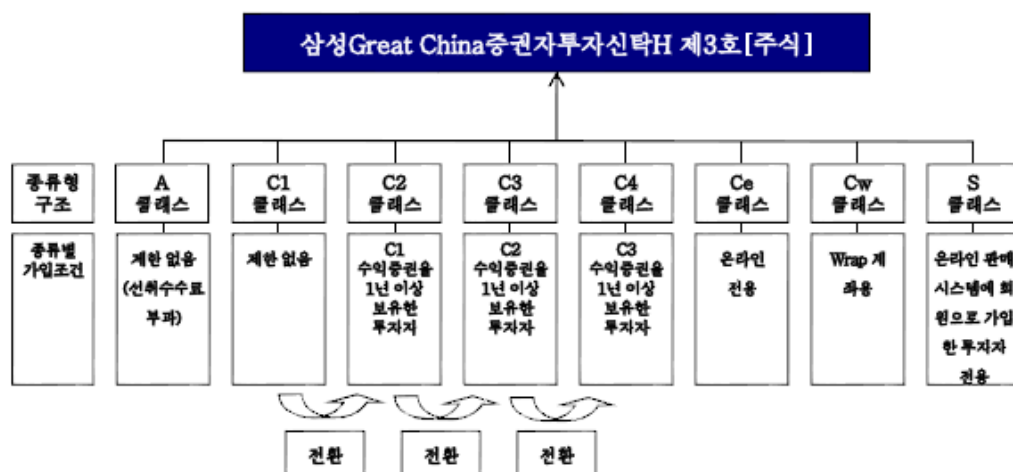 삼성Great China증권자투자신탁H 제3호[주식]
종류형
구조
A
클래스
C1
클래스
C2
클래스
C3
클래스
C4
클래스
Ce
클래스
Cw
클래스
S
클래스
종류별
가입조건
제한 없음
(선취수수료
부과)
제한 없음
C1
수익증권을
1년 이상
보유한
투자자
C2
수익증권을
1년 이상
보유한
투자자
C3
수익증권을
1년 이상
보유한
투자자
온라인
전용
Wrap 계
좌용
온라인 판매
시스템에 회
원으로 가입
한 투자자
전용
전환
전환
전환